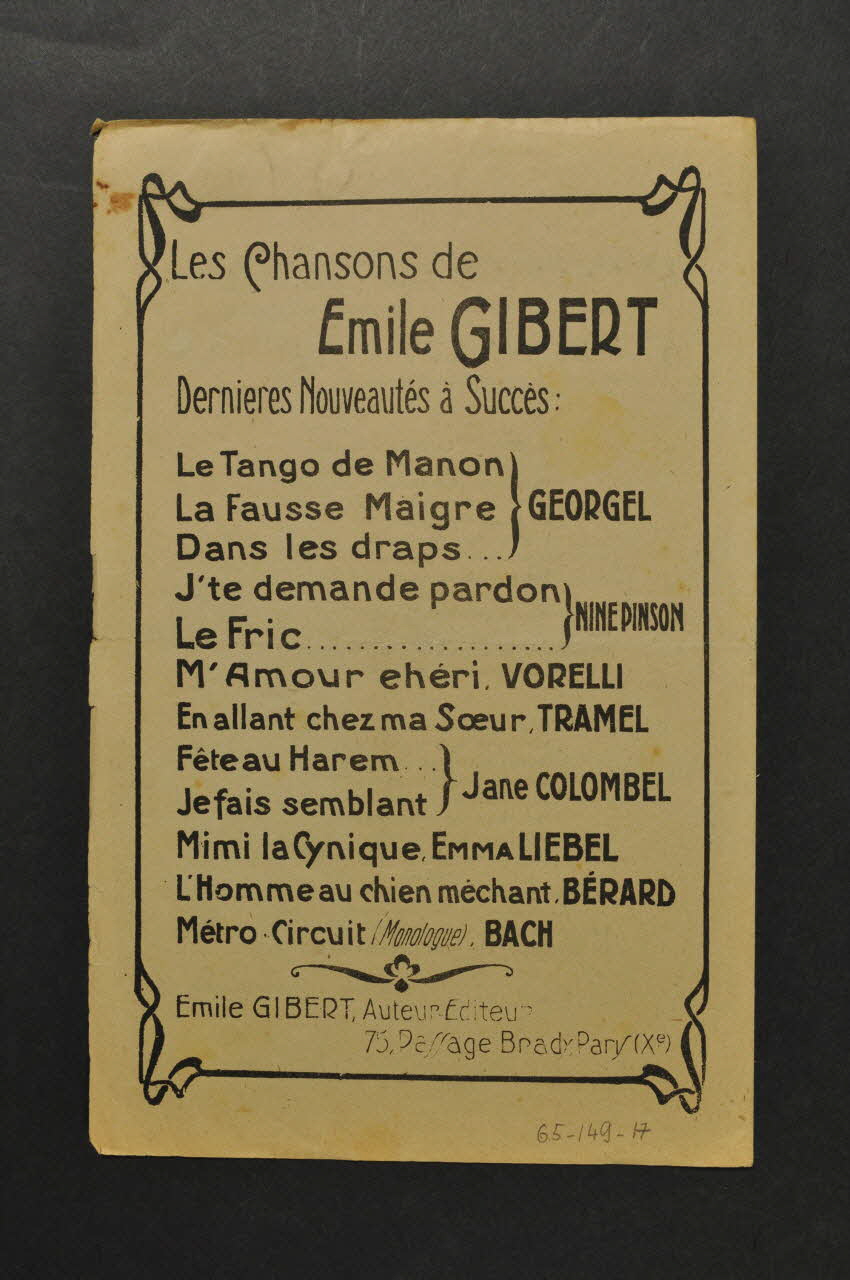 Les Chansons de
Emile GIBERT
Dernieres Nouveautés à Succès:
Le Tango de Manon
La Fausse Maigre
Dans les draps...
GEORGEL
J'te demande pardon
Le Fric...................
NINE PINSON
M'Amour ehéri. VORELLI
En allant chez ma Sœur. TRAMEL
Fête au Harem...
Je fais semblant
Jane COLOMBEL
Mimi la Cynique. EMMA LIEBEL
L'Homme au chien méchant. BÉRARD
Métro-Circuit (Monologue). BACH
Emile GIBERT, Auteur-Editeur
75, Passage Brady Paris (Xe)
65-149-17